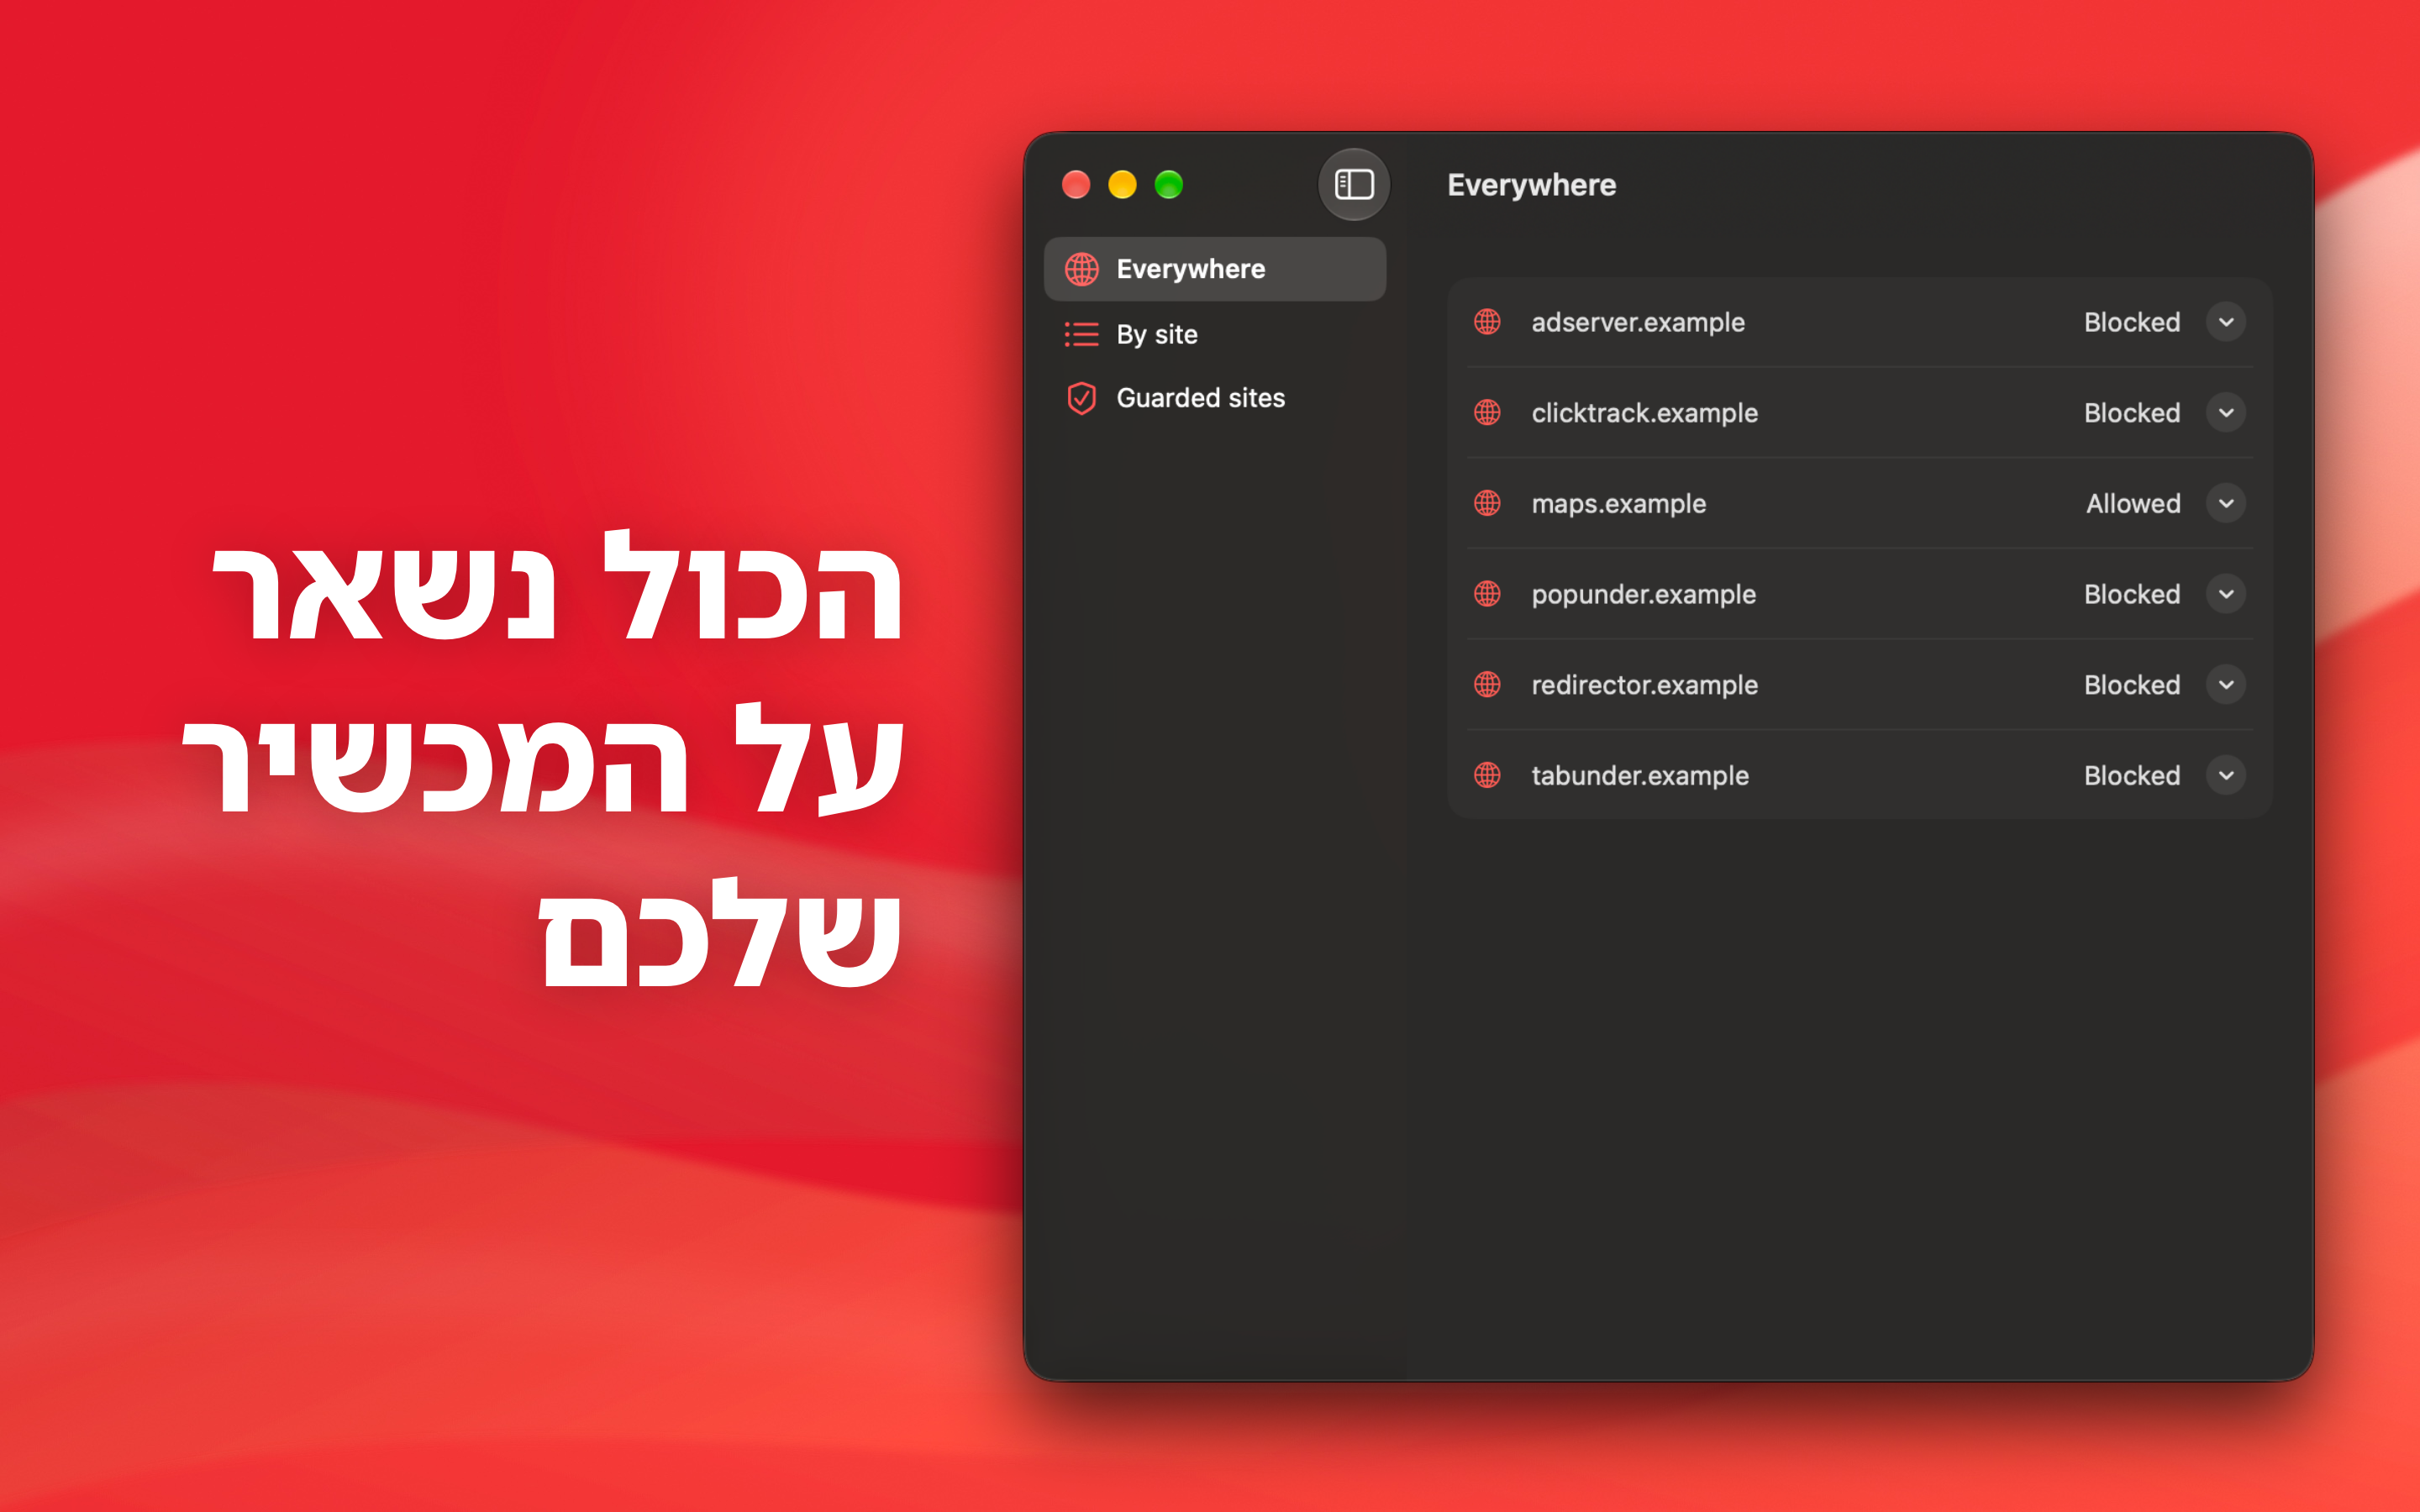 הכול נשאר
על המכשיר
שלכם
Everywhere
By site
Guarded sites
Everywhere
adserver.example Blocked
clicktrack.example Blocked
maps.example Allowed
popunder.example Blocked
redirector.example Blocked
tabunder.example Blocked